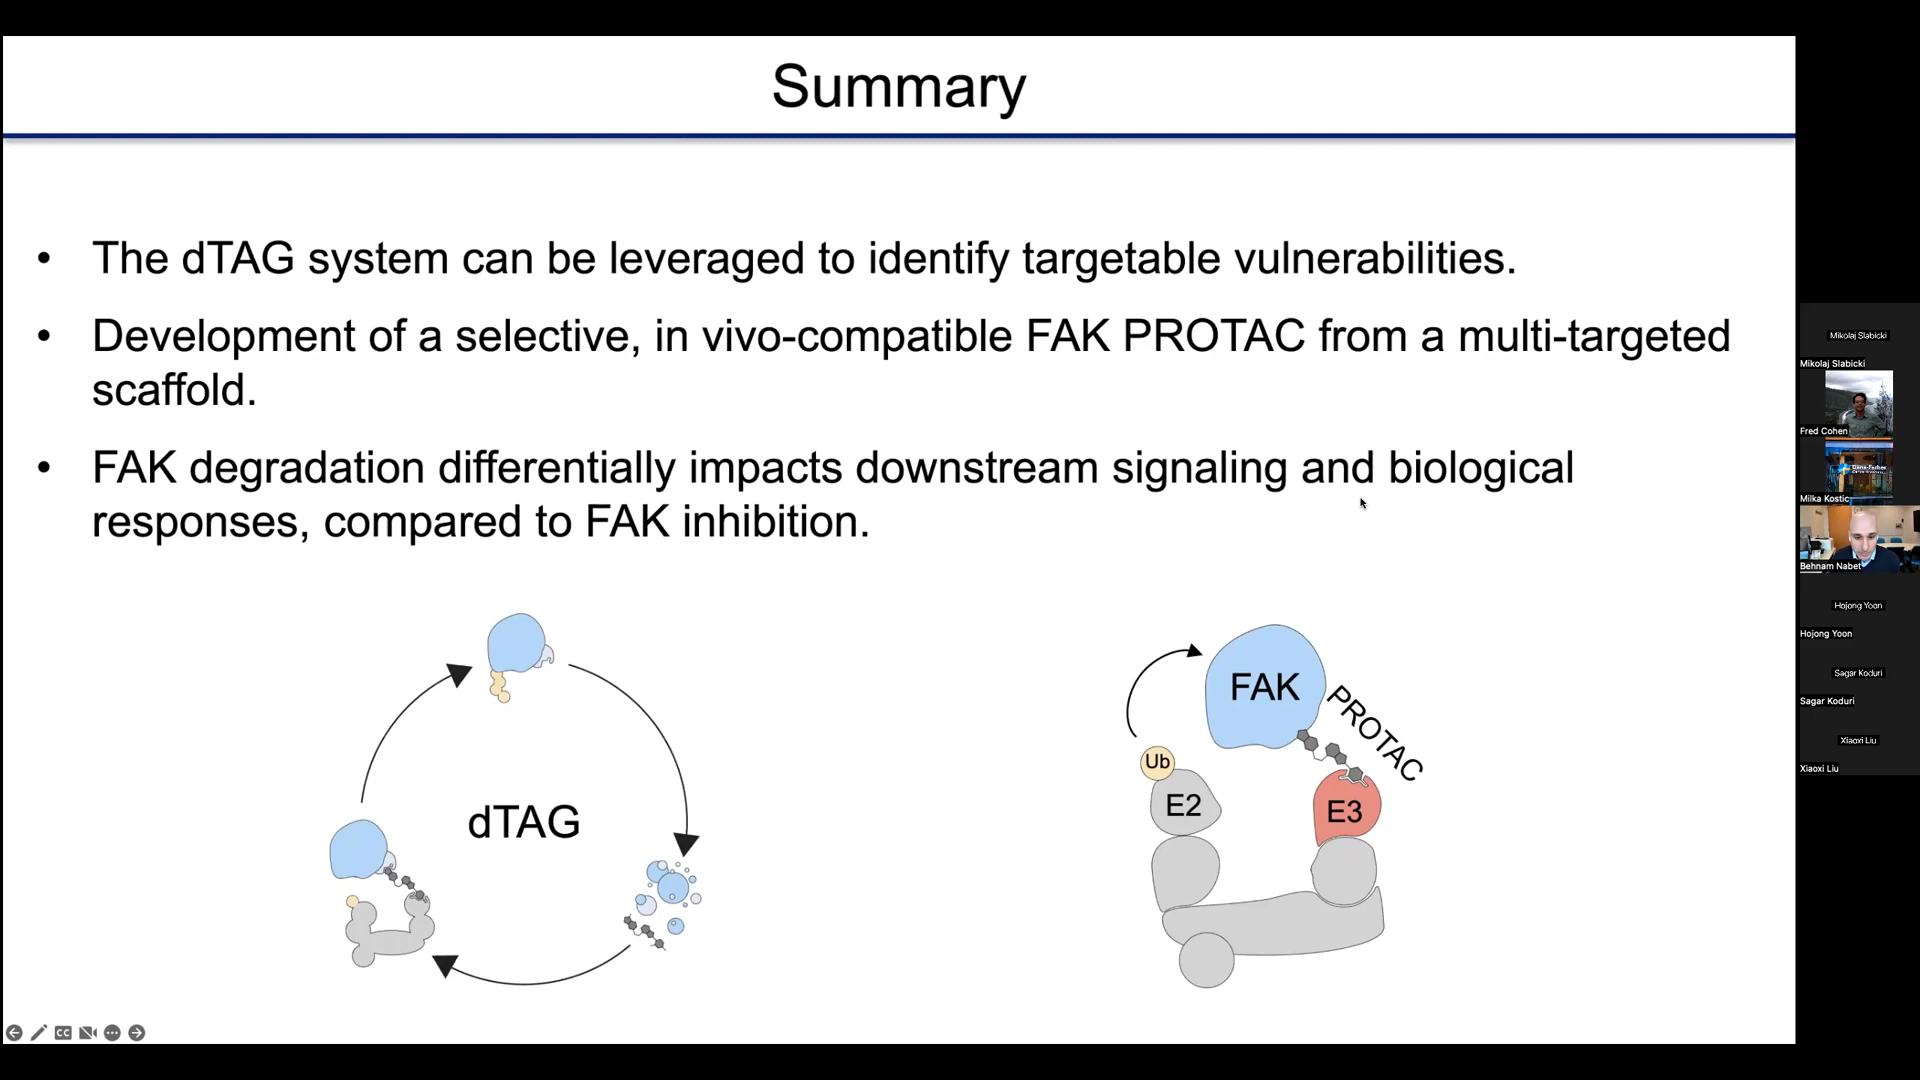 Summary
• The dTAG system can be leveraged to identify targetable vulnerabilities.
• Development of a selective, in vivo-compatible FAK PROTAC from a multi-targeted
scaffold.
• FAK degradation differentially impacts downstream signaling and biological
responses, compared to FAK inhibition.
dTAG
FAK
PROTAC
Ub
E2
E3
CC
Mikolaj Slabicki
Mikolaj Slabicki
Fred Cohen
Dana-Farber
Milka Kostic
Behnam Nabet
Hojong Yoon
Hojong Yoon
Sagar Koduri
Sagar Koduri
Xiaoxi Liu
Xiaoxi Liu